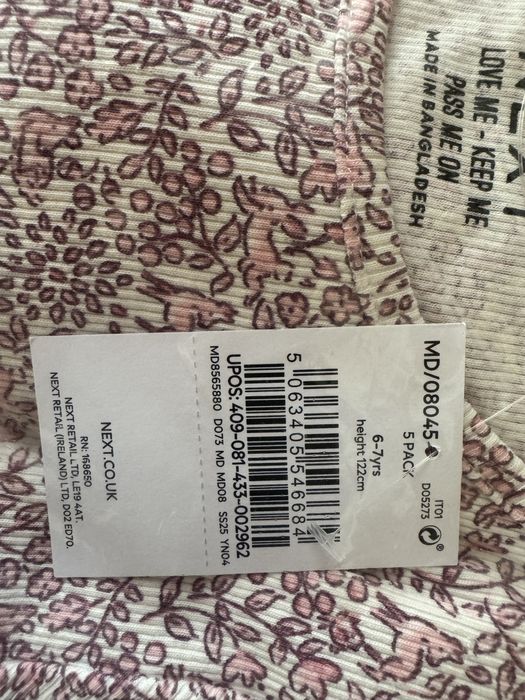 NEXT
LOVE ME - KEEP ME
PASS ME ON
MADE IN BANGLADESH
MD/08045
5 PACK
IT01
D05273
®
6-7yrs
height 122cm
5 063405 546684
UPOS: 409-081-433-002962
MD8565880 D073 MD MD08 SS25 YN04
NEXT.CO.UK
RN: 168650
NEXT RETAIL LTD, LE19 4AT.
NEXT RETAIL (IRELAND) LTD, D02 ED70.